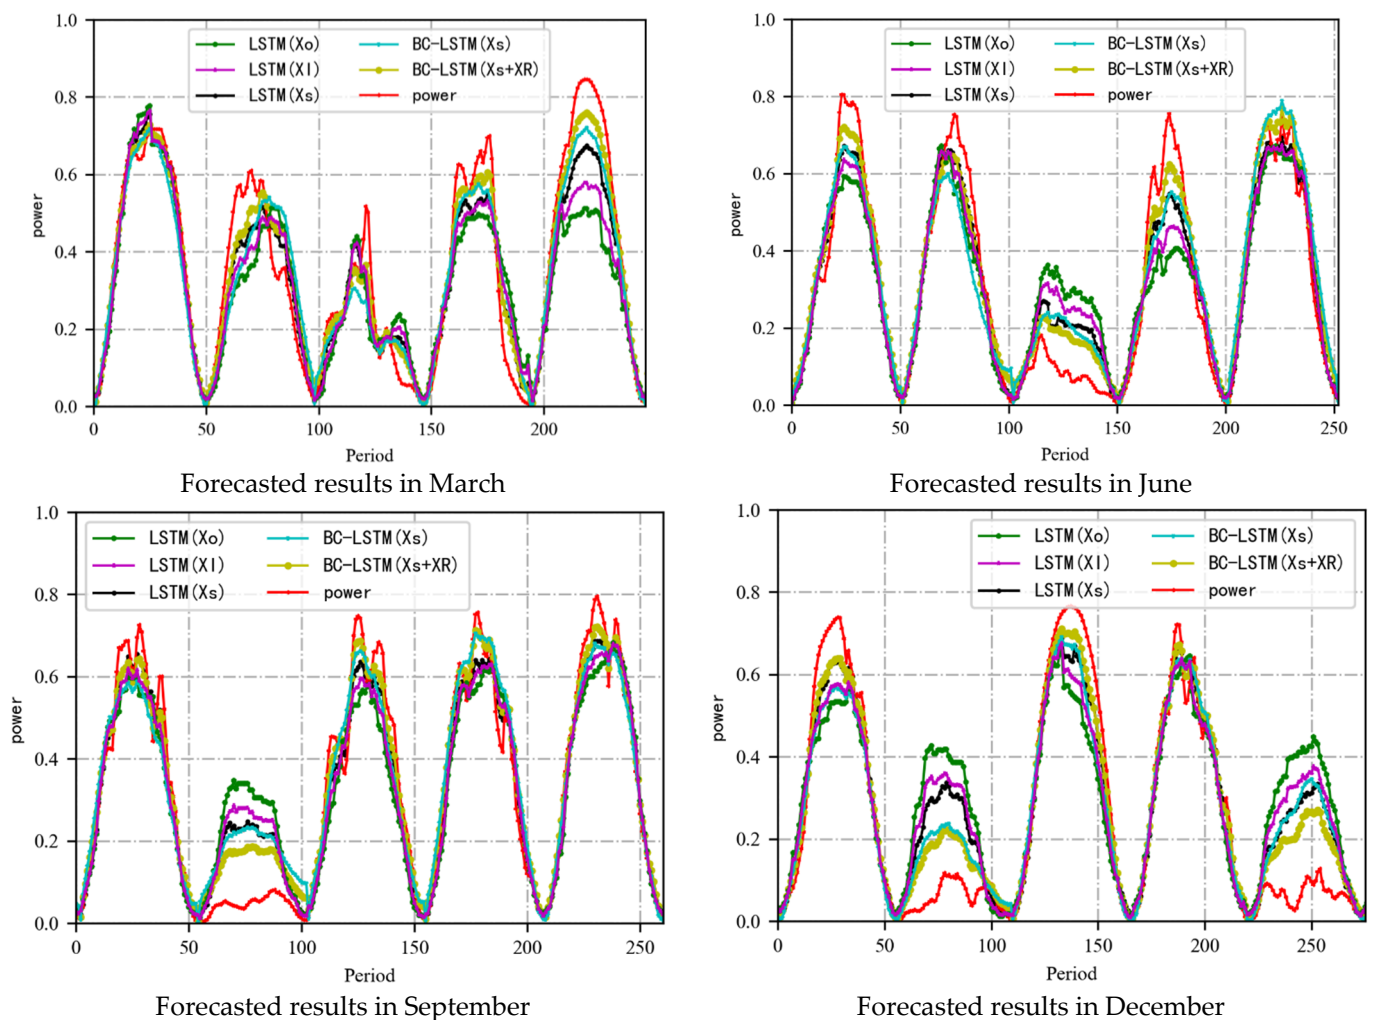 1.0
0.8
0.6
0.4
0.2
0.0
power
LSTM(Xo) BC-LSTM(Xs)
LSTM(XI) BC-LSTM(Xs+XR)
LSTM(Xs) power
0 50 100 150 200
Period
Forecasted results in March
1.0
0.8
0.6
0.4
0.2
0.0
power
LSTM(Xo) BC-LSTM(Xs)
LSTM(XI) BC-LSTM(Xs+XR)
LSTM(Xs) power
0 50 100 150 200 250
Period
Forecasted results in June
1.0
0.8
0.6
0.4
0.2
0.0
power
LSTM(Xo) BC-LSTM(Xs)
LSTM(XI) BC-LSTM(Xs+XR)
LSTM(Xs) power
0 50 100 150 200 250
Period
Forecasted results in September
1.0
0.8
0.6
0.4
0.2
0.0
power
LSTM(Xo) BC-LSTM(Xs)
LSTM(XI) BC-LSTM(Xs+XR)
LSTM(Xs) power
0 50 100 150 200 250
Period
Forecasted results in December